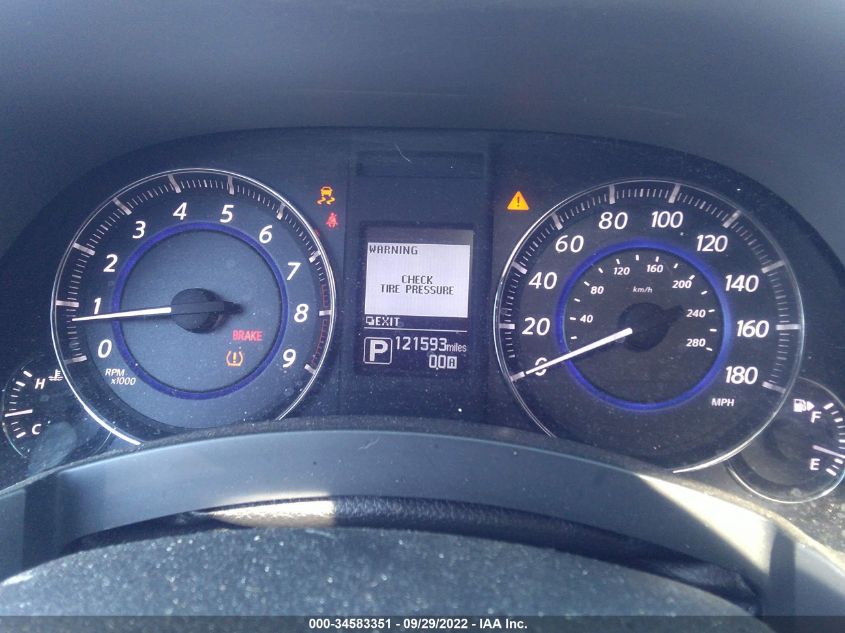 0
1
2
3
4
5
6
7
8
9
RPM
x1000
BRAKE
H
C
WARNING
CHECK
TIRE PRESSURE
EXIT
P 121593miles
0.0A
0
20
40
60
80
100
120
140
160
180
MPH
40
80
120
160
200
240
280
km/h
F
E
000-34583351 - 09/29/2022 - © IAA Inc.